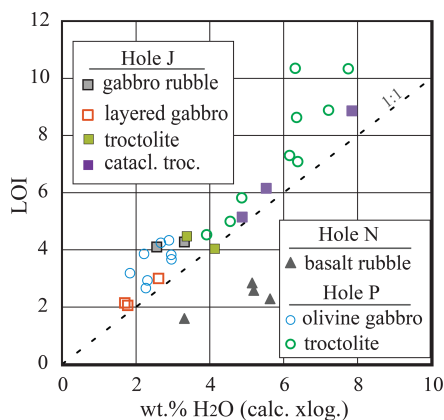 12
10
8
6
4
2
0
LOI
Hole J
gabbro rubble
layered gabbro
troctolite
catacl. troc.
1:1
Hole N
basalt rubble
Hole P
olivine gabbro
troctolite
0 2 4 6 8 10
wt.% H2O (calc. xlog.)